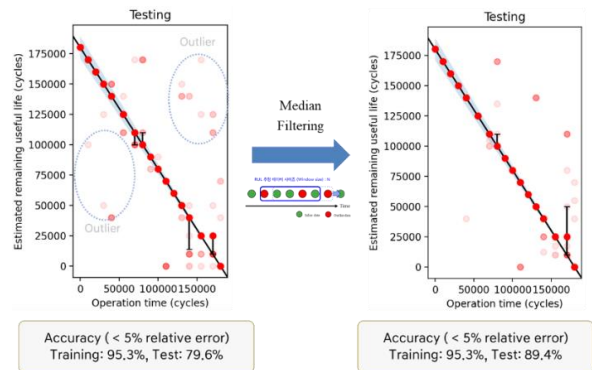 Testing
Estimated remaining useful life (cycles)
175000
150000
125000
100000
75000
50000
25000
0
Outlier
Outlier
0
50000
100000
150000
Operation time (cycles)
Accuracy ( < 5% relative error)
Training: 95.3%, Test: 79.6%
Median
Filtering
Time
Testing
Estimated remaining useful life (cycles)
175000
150000
125000
100000
75000
50000
25000
0
0
50000
100000150000
Operation time (cycles)
Accuracy ( < 5% relative error)
Training: 95.3%, Test: 89.4%